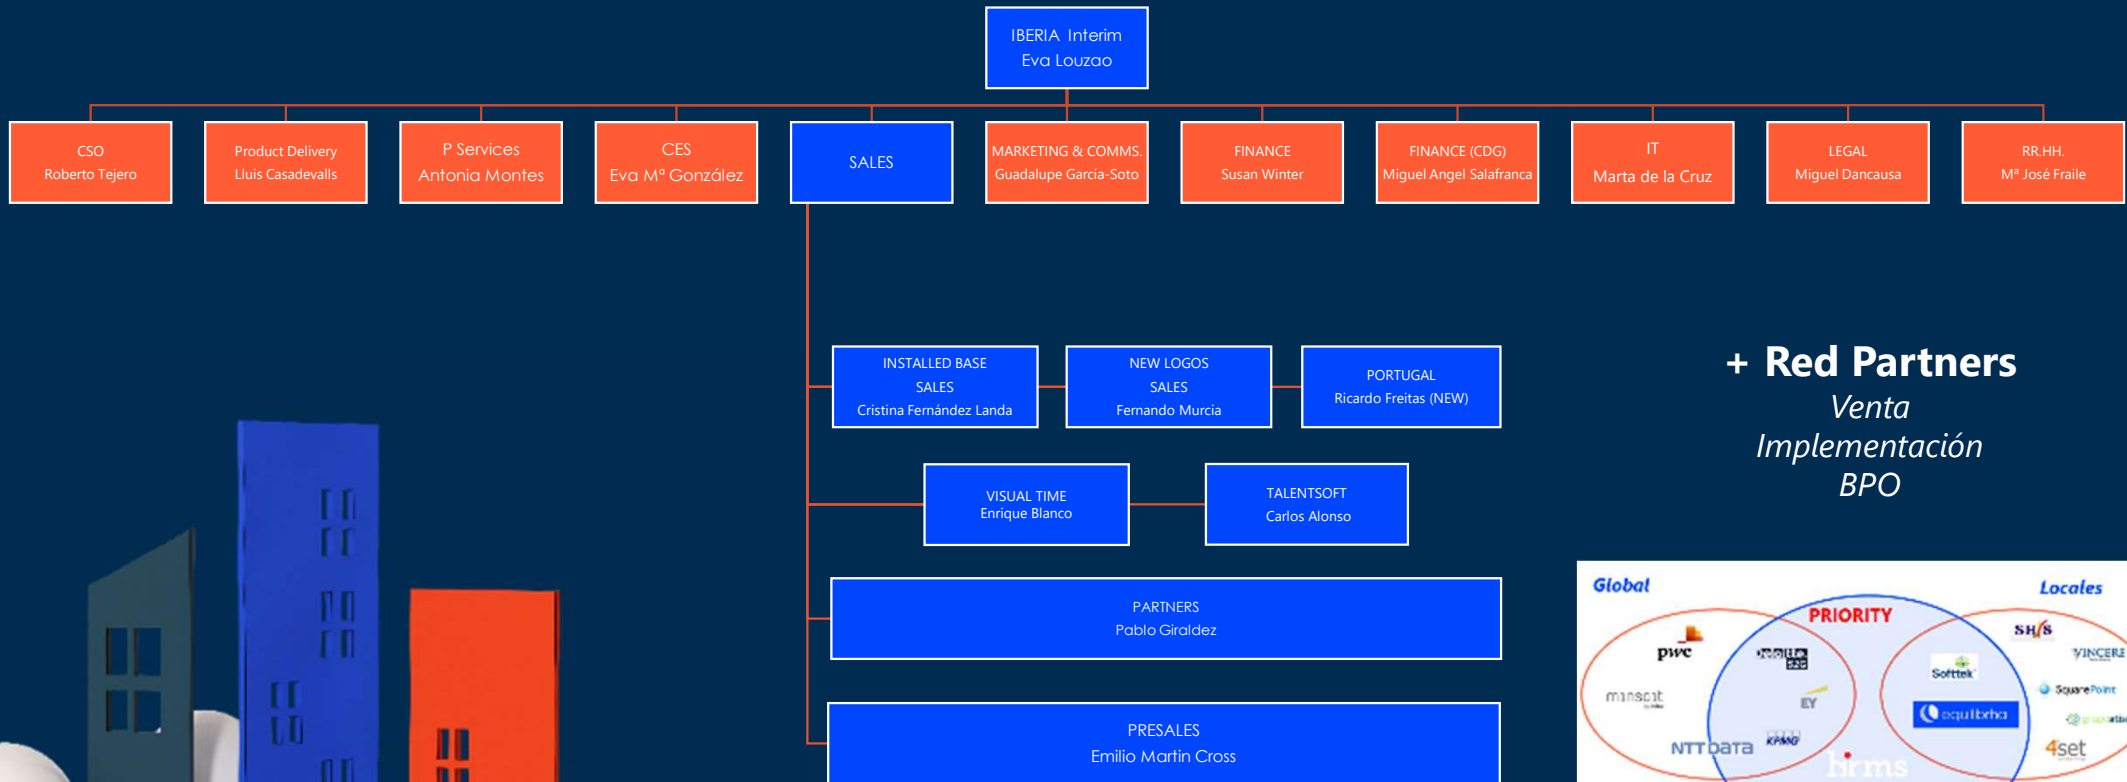 IBERIA Interim
Eva Louzao
CSO
Roberto Tejero
Product Delivery
Lluis Casadevalls
P Services
Antonia Montes
CES
Eva Mª González
SALES
MARKETING & COMMS.
Guadalupe García-Soto
FINANCE
Susan Winter
FINANCE (CDG)
Miguel Angel Salafranca
IT
Marta de la Cruz
LEGAL
Miguel Dancausa
RR.HH.
Mª José Fraile
INSTALLED BASE
SALES
Cristina Fernández Landa
NEW LOGOS
SALES
Fernando Murcia
PORTUGAL
Ricardo Freitas (NEW)
VISUAL TIME
Enrique Blanco
TALENTSOFT
Carlos Alonso
PARTNERS
Pablo Giraldez
PRESALES
Emilio Martin Cross
+ Red Partners
Venta
Implementación
BPO
Global
Locales
PRIORITY
pwc
Deloitte
EY
KPMG
NTT DATA
SH/S
VINCERE
Softtek
SquarePoint
equilibrha
4set
hrms